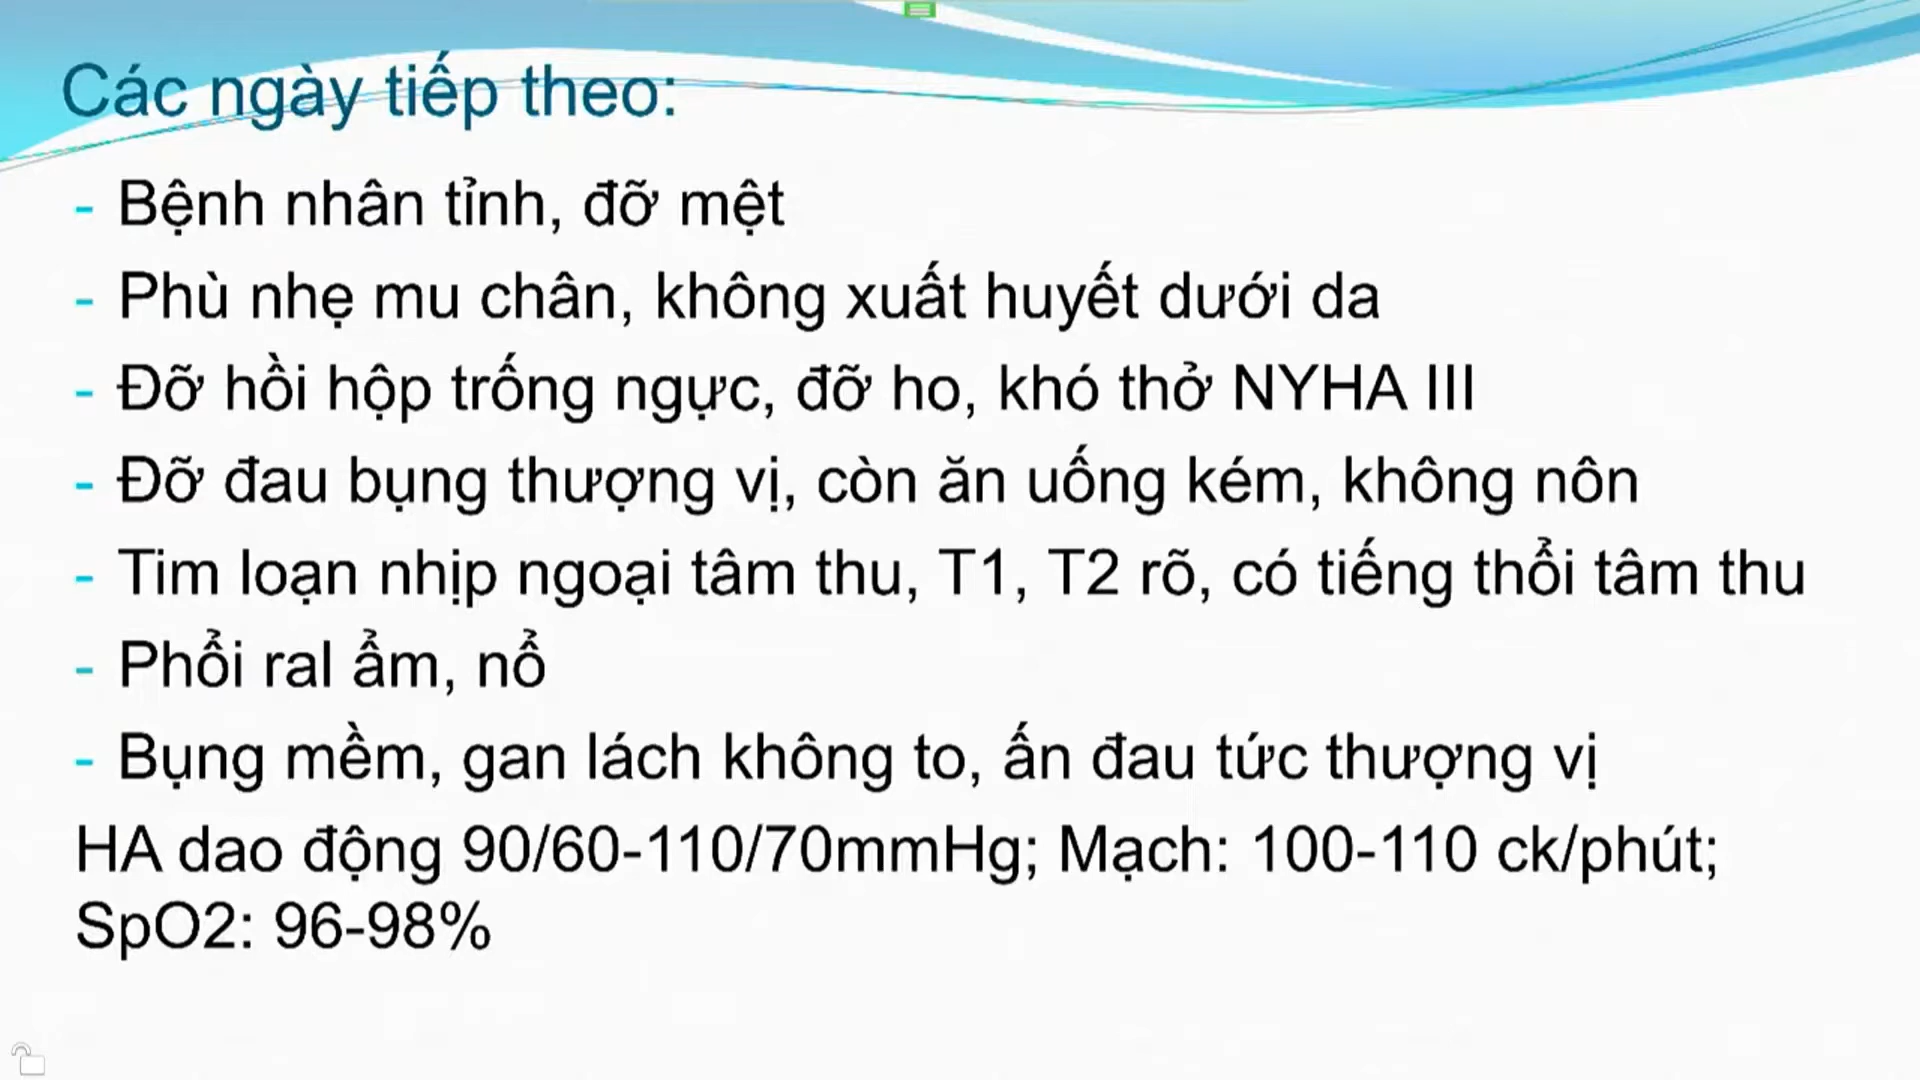 Các ngày tiếp theo:
- Bệnh nhân tỉnh, đỡ mệt
- Phù nhẹ mu chân, không xuất huyết dưới da
- Đỡ hồi hộp trống ngực, đỡ ho, khó thở NYHA III
- Đỡ đau bụng thượng vị, còn ăn uống kém, không nôn
- Tim loạn nhịp ngoại tâm thu, T1, T2 rõ, có tiếng thổi tâm thu
- Phổi ral ẩm, nổ
- Bụng mềm, gan lách không to, ấn đau tức thượng vị
HA dao động 90/60-110/70mmHg; Mạch: 100-110 ck/phút;
SpO2: 96-98%